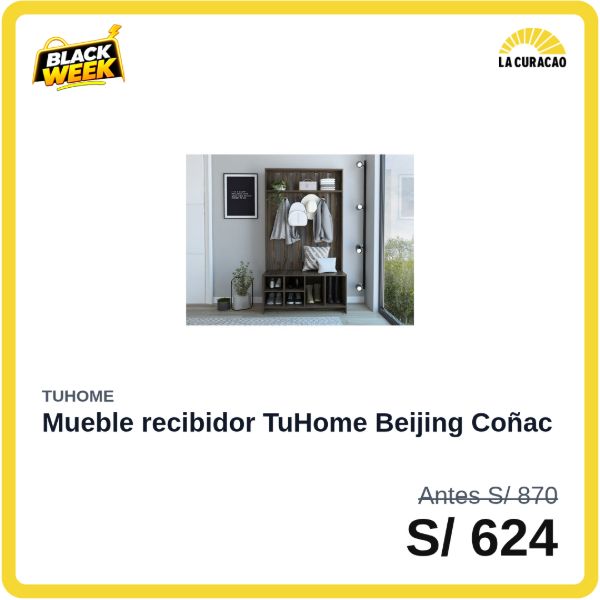 BLACK
WEEK
LA CURACAO
TUHOME
Mueble recibidor TuHome Beijing Coñac
Antes S/ 870
S/ 624